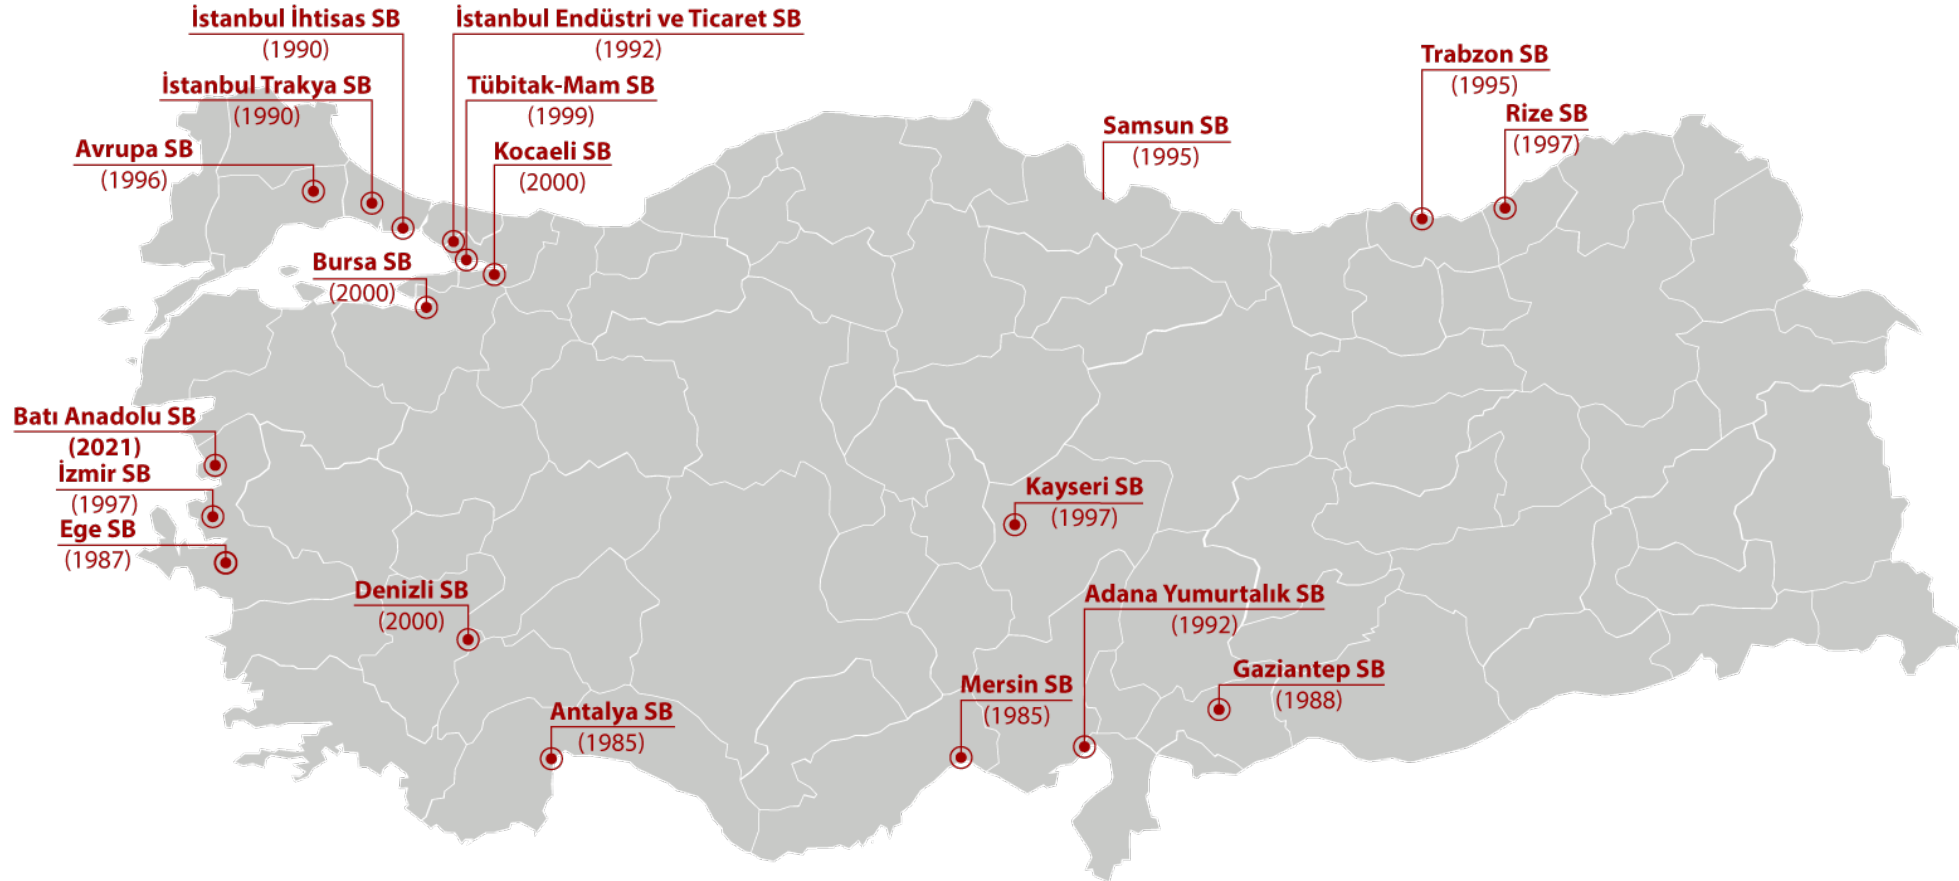 İstanbul İhtisas SB
(1990)
İstanbul Endüstri ve Ticaret SB
(1992)
İstanbul Trakya SB
(1990)
Tübitak-Mam SB
(1999)
Avrupa SB
(1996)
Kocaeli SB
(2000)
Bursa SB
(2000)
Samsun SB
(1995)
Trabzon SB
(1995)
Rize SB
(1997)
Batı Anadolu SB
(2021)
İzmir SB
(1997)
Ege SB
(1987)
Denizli SB
(2000)
Antalya SB
(1985)
Kayseri SB
(1997)
Mersin SB
(1985)
Adana Yumurtalık SB
(1992)
Gaziantep SB
(1988)